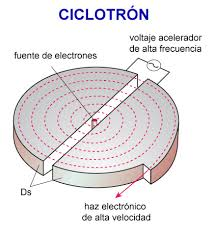 CICLOTRÓN
voltaje acelerador
de alta frecuencia
fuente de electrones
Ds
haz electrónico
de alta velocidad